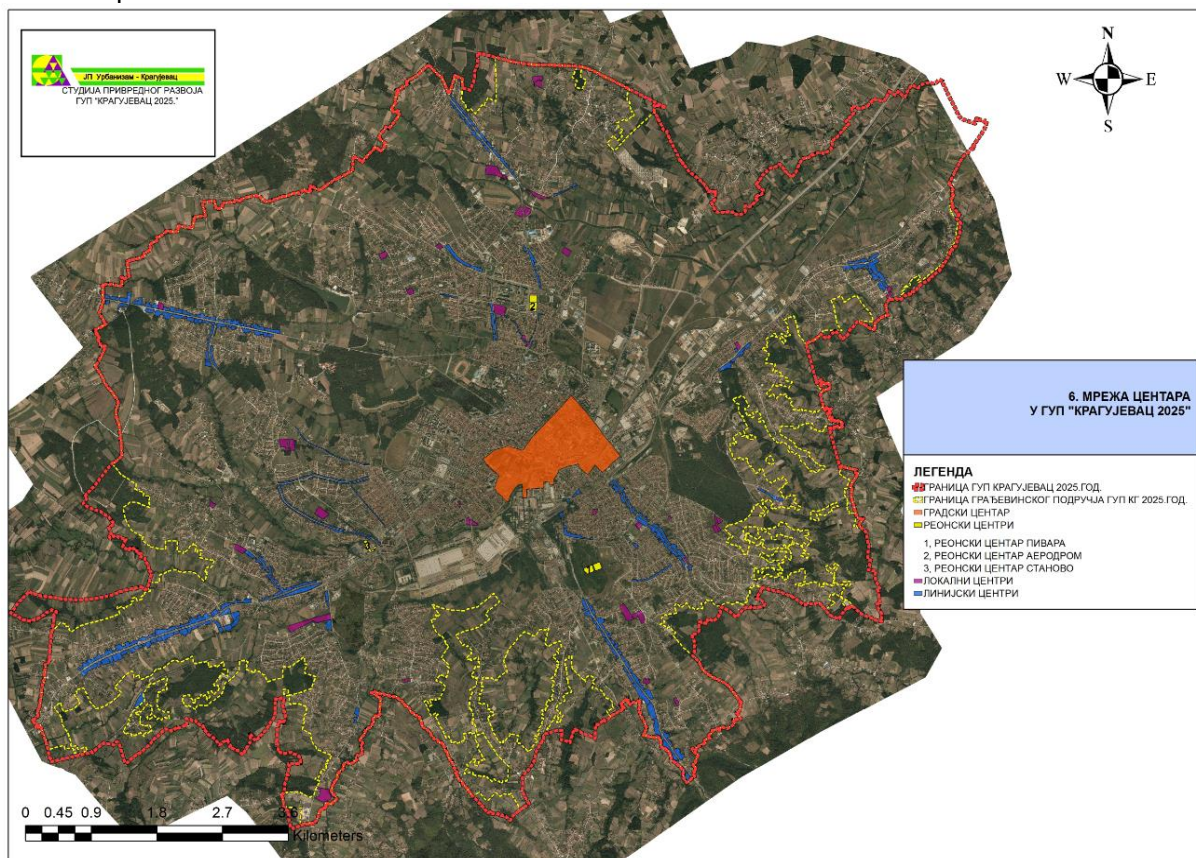 ЈП Урбанизам - Крагујевац
СТУДИЈА ПРИВРЕДНОГ РАЗВОЈА
ГУП "КРАГУЈЕВАЦ 2025."
N
W E
S
2
6. МРЕЖА ЦЕНТАРА
У ГУП "КРАГУЈЕВАЦ 2025"
ЛЕГЕНДА
ГРАНИЦА ГУП КРАГУЈЕВАЦ 2025.ГОД.
ГРАНИЦА ГРАЂЕВИНСКОГ ПОДРУЧЈА ГУП КГ 2025.ГОД.
ГРАДСКИ ЦЕНТАР
РЕОНСКИ ЦЕНТРИ
1, РЕОНСКИ ЦЕНТАР ПИВАРА
2, РЕОНСКИ ЦЕНТАР АЕРОДРОМ
3, РЕОНСКИ ЦЕНТАР СТАНОВО
ЛОКАЛНИ ЦЕНТРИ
ЛИНИЈСКИ ЦЕНТРИ
0 0.45 0.9 1.8 2.7 3.6
Kilometers